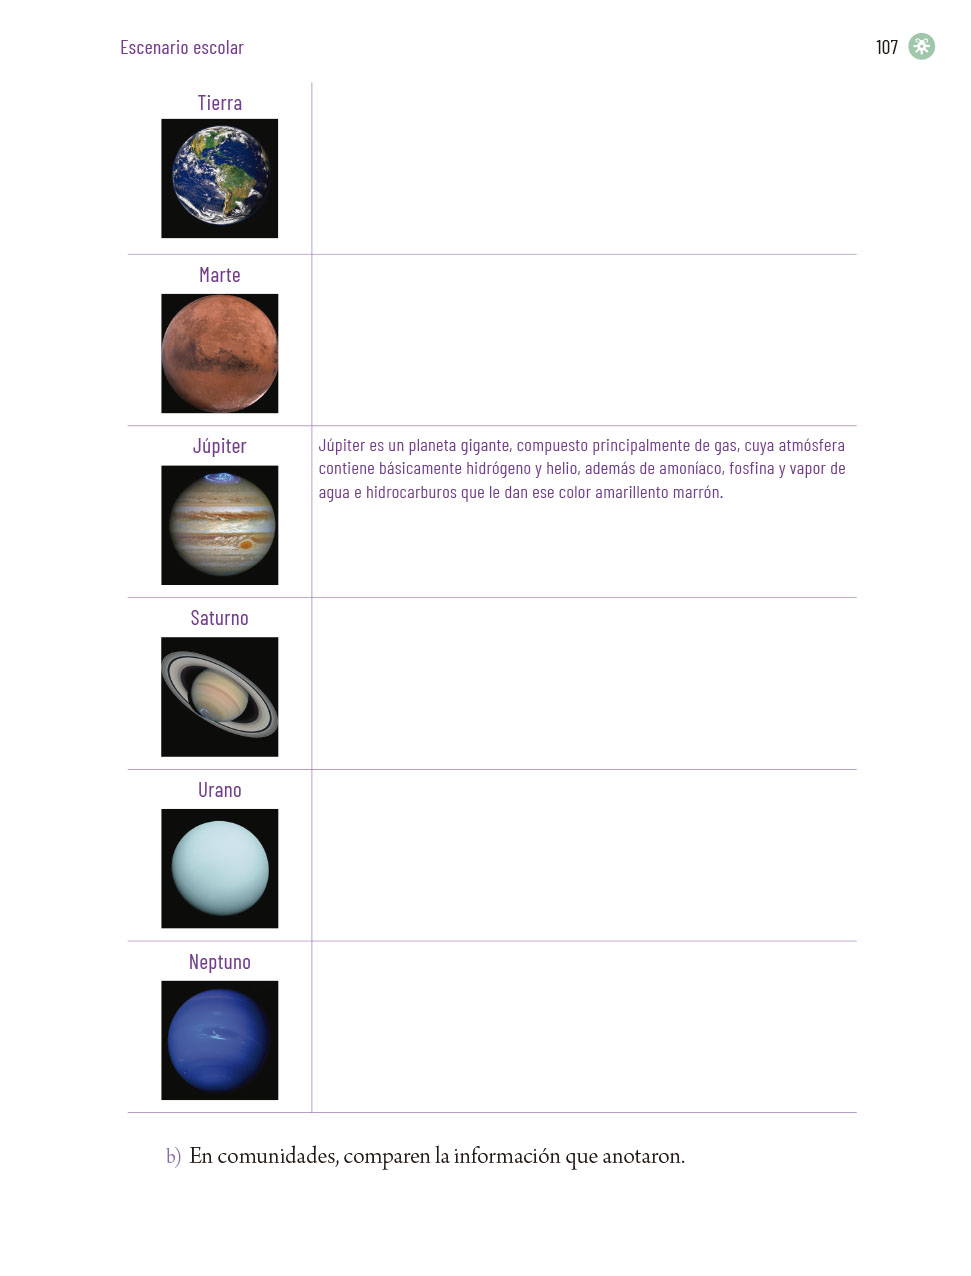 Escenario escolar
107
Tierra
Marte
Júpiter
Júpiter es un planeta gigante, compuesto principalmente de gas, cuya atmósfera
contiene básicamente hidrógeno y helio, además de amoníaco, fosfina y vapor de
agua e hidrocarburos que le dan ese color amarillento marrón.
Saturno
Urano
Neptuno
b) En comunidades, comparen la información que anotaron.